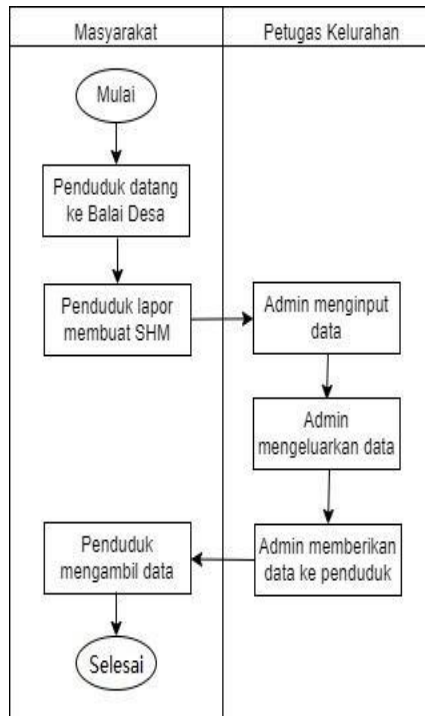 Masyarakat
Petugas Kelurahan
Mulai
Penduduk datang
ke Balai Desa
Penduduk lapor
membuat SHM
Admin menginput
data
Admin
mengeluarkan data
Admin memberikan
data ke penduduk
Penduduk
mengambil data
Selesai